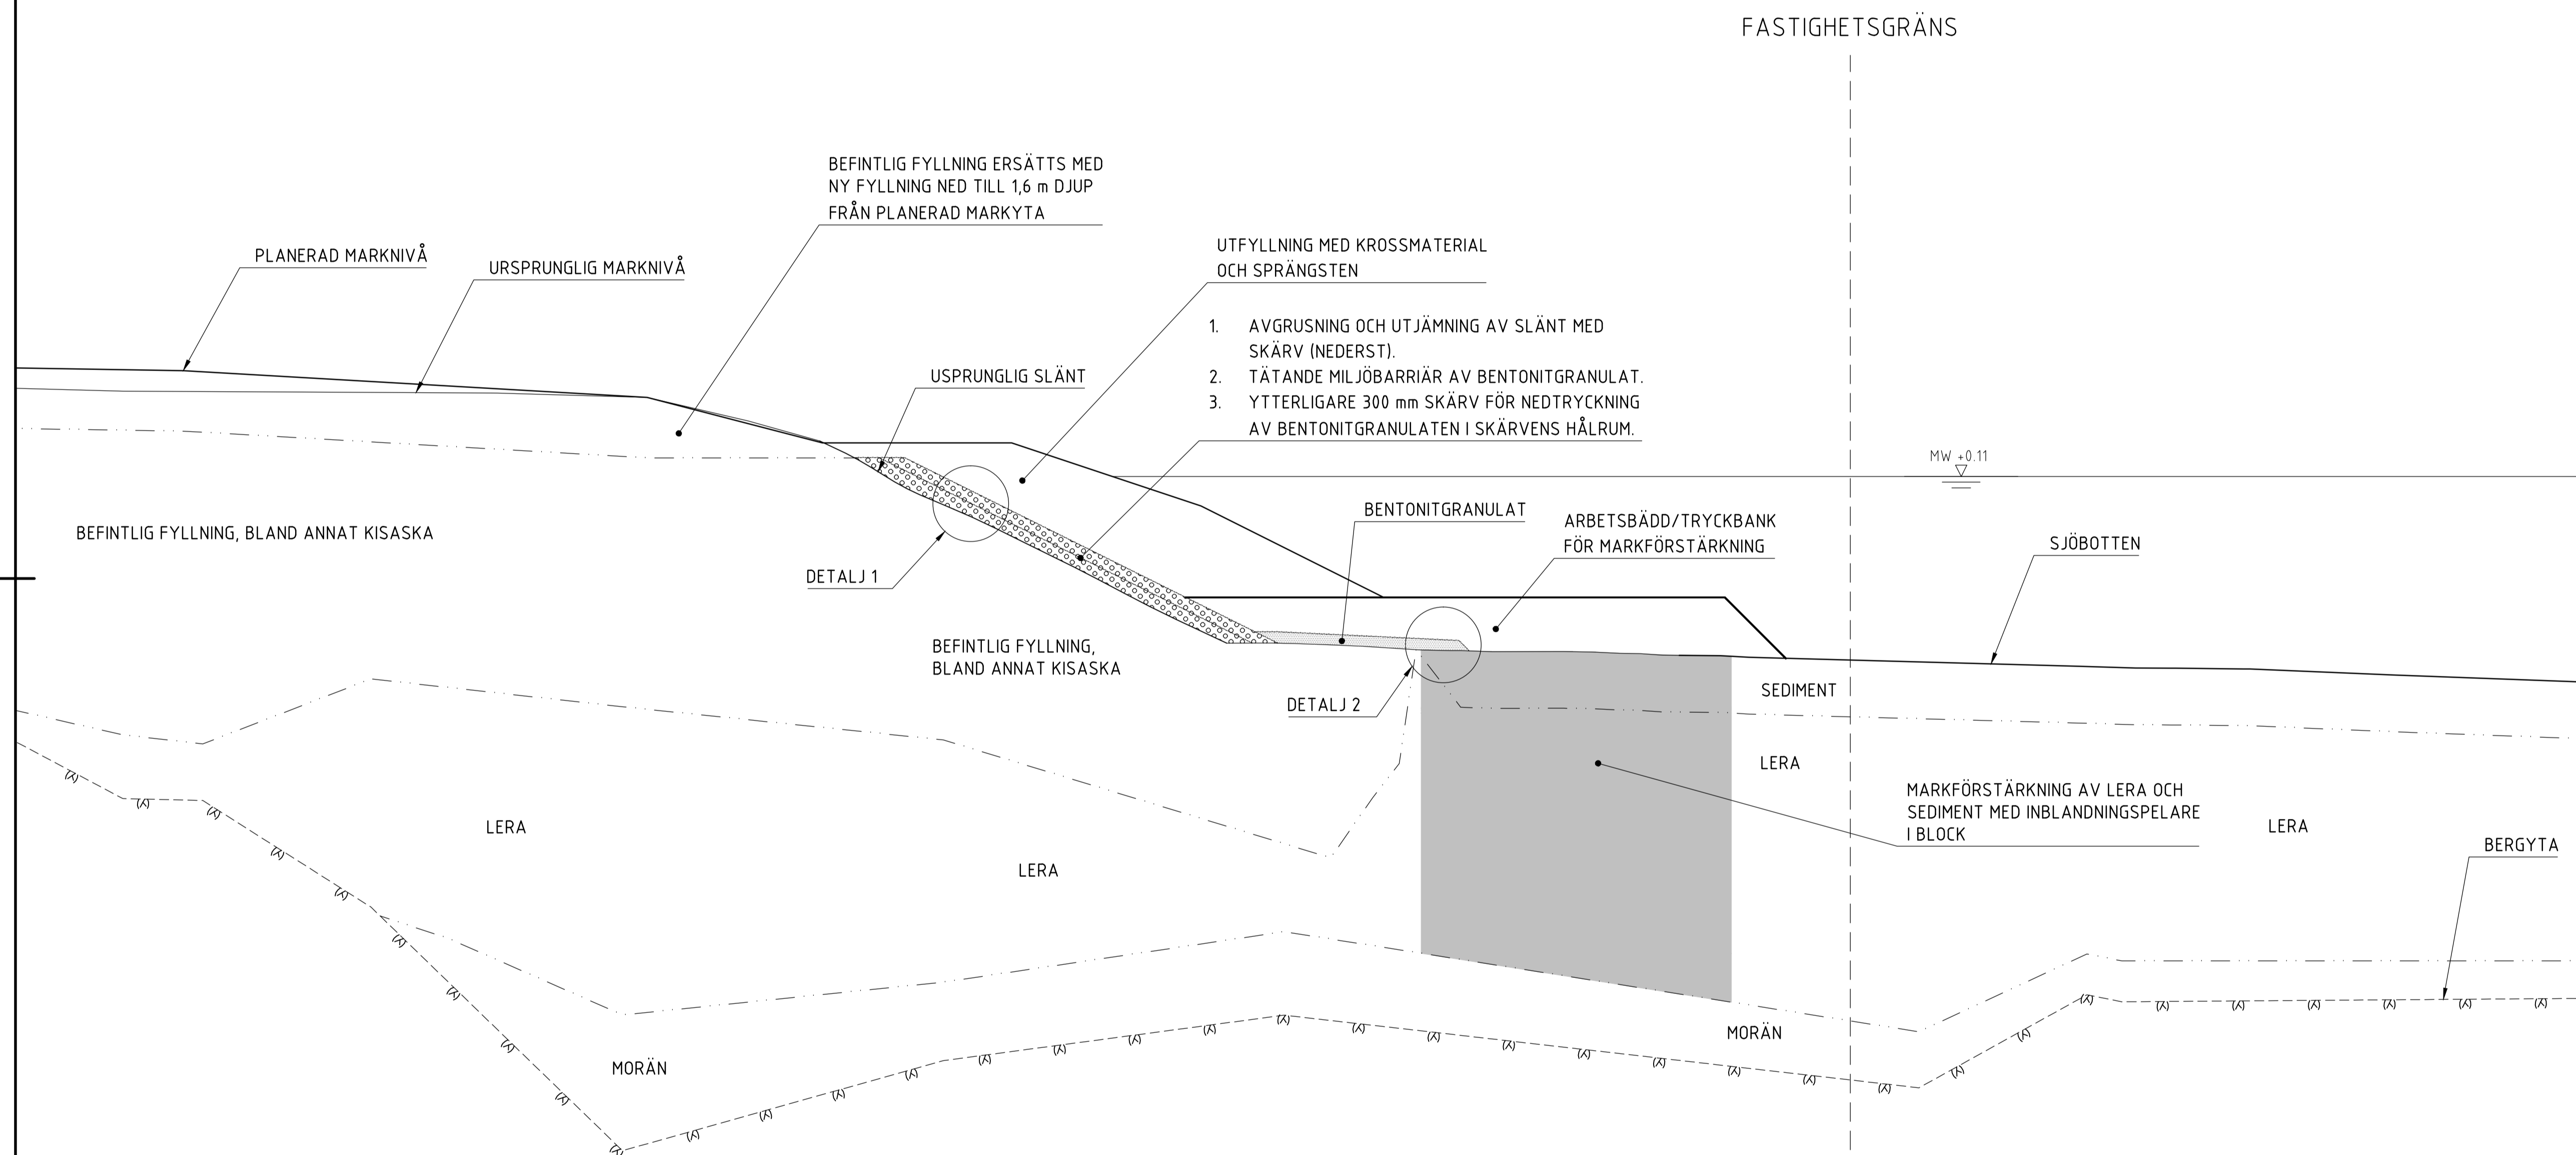 FASTIGHETSGRÄNS
BEFINTLIG FYLLNING ERSÄTTS MED
NY FYLLNING NED TILL 1,6 m DJUP
FRÅN PLANERAD MARKYTA
PLANERAD MARKNIVÅ
URSPRUNGLIG MARKNIVÅ
UTFYLLNING MED KROSSMATERIAL
OCH SPRÄNGSTEN
1. AVGRUSNING OCH UTJÄMNING AV SLÄNT MED
SKÄRV (NEDERST).
2. TÄTANDE MILJÖBARRIÄR AV BENTONITGRANULAT.
3. YTTERLIGARE 300 mm SKÄRV FÖR NEDTRYCKNING
AV BENTONITGRANULATEN I SKÄRVENS HÅLRUM.
USPRUNGLIG SLÄNT
MW +0.11
BENTONITGRANULAT
ARBETSBÄDD/TRYCKBANK
FÖR MARKFÖRSTÄRKNING
SJÖBOTTEN
BEFINTLIG FYLLNING, BLAND ANNAT KISASKA
DETALJ 1
BEFINTLIG FYLLNING,
BLAND ANNAT KISASKA
DETALJ 2
SEDIMENT
LERA
MARKFÖRSTÄRKNING AV LERA OCH
SEDIMENT MED INBLANDNINGSPELARE
I BLOCK
LERA
BERGYTA
LERA
LERA
MORÄN
MORÄN